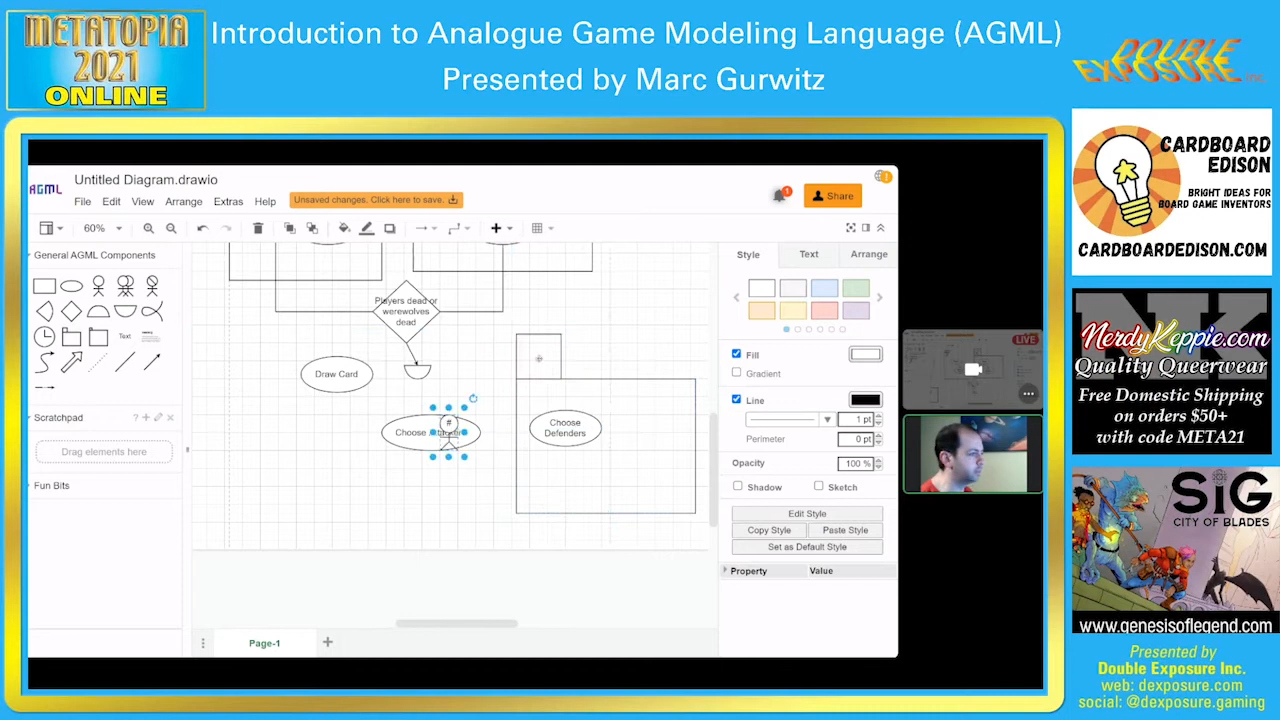 METATOPIA
2021
ONLINE
Introduction to Analogue Game Modeling Language (AGML)
Presented by Marc Gurwitz
DOUBLE
EXPOSURE
INC.
AGML
Untitled Diagram.drawio
File Edit View Arrange Extras Help
Unsaved changes. Click here to save.
1
Share
60%
General AGML Components
Text
Scratchpad
?
Drag elements here
Fun Bits
Players dead or
werewolves
dead
Draw Card
Choose
#
Choose
Defenders
Page-1
Style Text Arrange
Fill
Gradient
Line
1 pt
Perimeter
0 pt
Opacity
100 %
Shadow
Sketch
Edit Style
Copy Style
Paste Style
Set as Default Style
Property
Value
LIVE
CARDBOARD
EDISON
BRIGHT IDEAS FOR
BOARD GAME INVENTORS
CARDBOARDEDISON.COM
NK
NerdyKeppie.com
Quality Queerwear
Free Domestic Shipping
on orders $50+
with code META21
SIG
CITY OF BLADES
www.genesisoflegend.com
Presented by
Double Exposure Inc.
web: dexposure.com
social: @dexposure.gaming